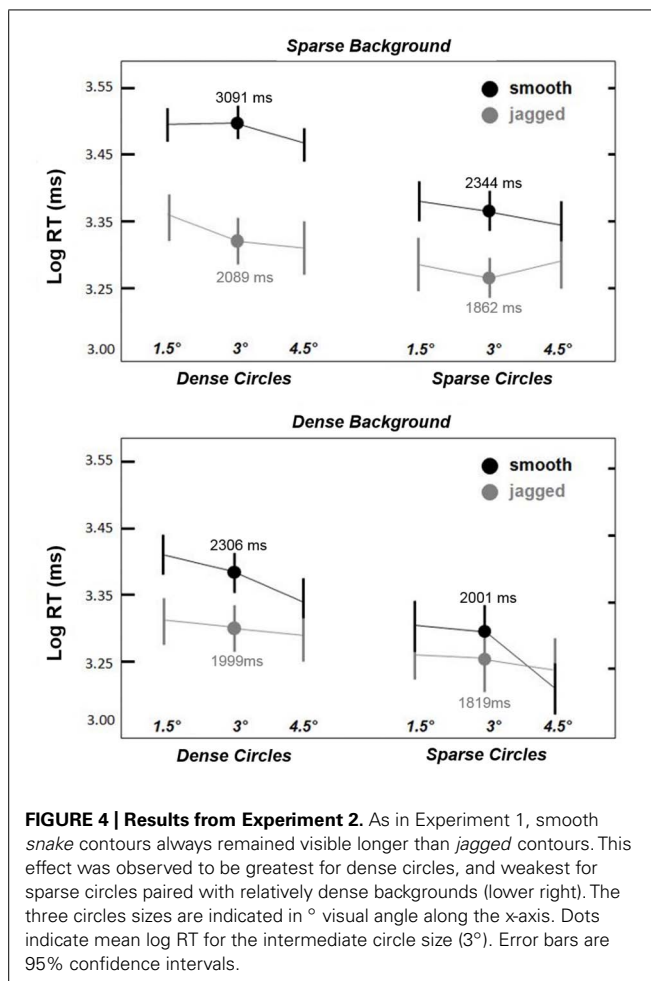 Sparse Background
3.55
3091 ms
smooth
jagged
3.45
2344 ms
Log RT (ms)
3.35
2089 ms
3.25
1862 ms
3.00
1.5° 3° 4.5° 1.5° 3° 4.5°
Dense Circles Sparse Circles
Dense Background
3.55
smooth
jagged
3.45
2306 ms
Log RT (ms)
3.35
2001 ms
3.25
1999ms
1819ms
3.00
1.5° 3° 4.5° 1.5° 3° 4.5°
Dense Circles Sparse Circles
FIGURE 4 | Results from Experiment 2. As in Experiment 1, smooth
snake contours always remained visible longer than jagged contours. This
effect was observed to be greatest for dense circles, and weakest for
sparse circles paired with relatively dense backgrounds (lower right). The
three circles sizes are indicated in ° visual angle along the x-axis. Dots
indicate mean log RT for the intermediate circle size (3°). Error bars are
95% confidence intervals.